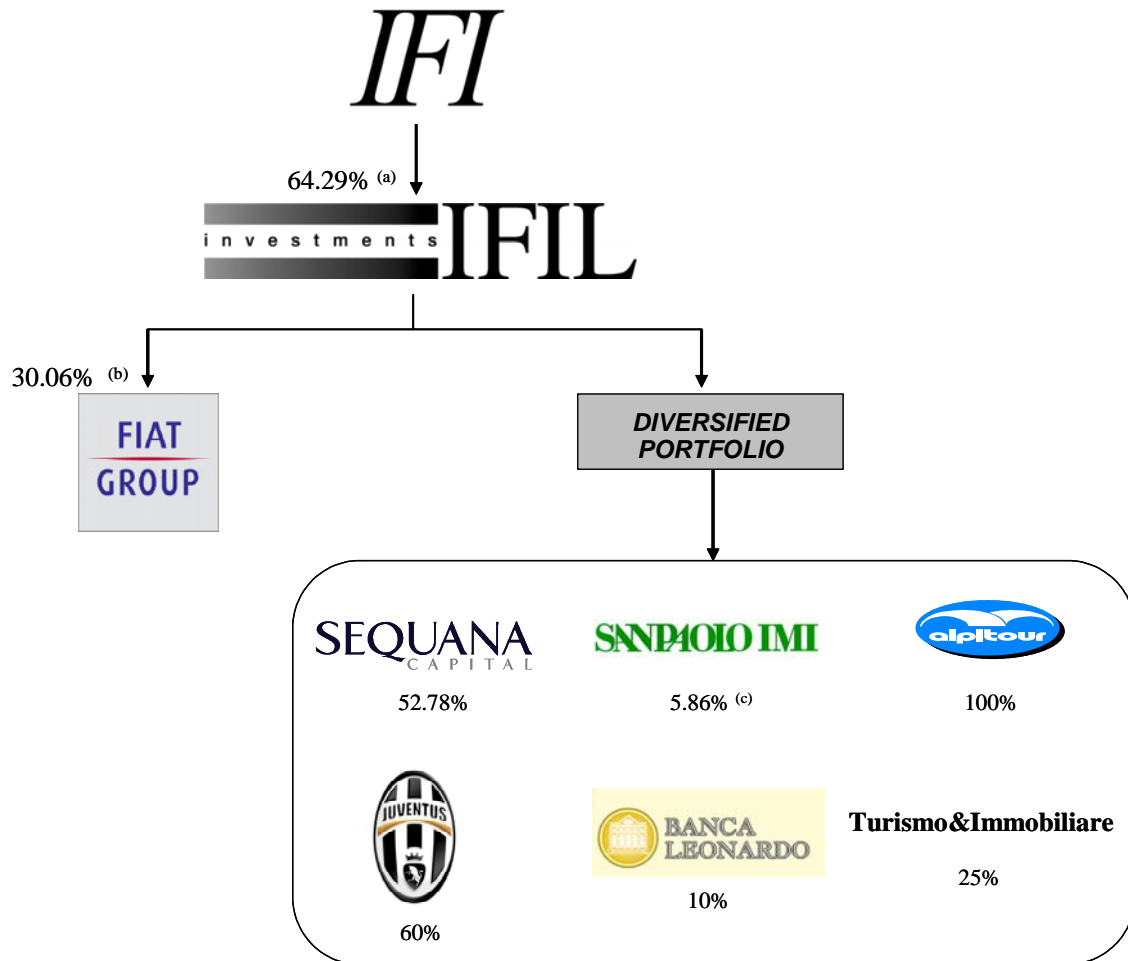 IFI
64.29% (a)
investments IFIL
30.06% (b)
FIAT
GROUP
DIVERSIFIED
PORTFOLIO
SEQUANA
CAPITAL
52.78%
SANPAOLO IMI
5.86% (c)
alpitour
100%
JUVENTUS
60%
BANCA
LEONARDO
10%
Turismo&Immobiliare
25%